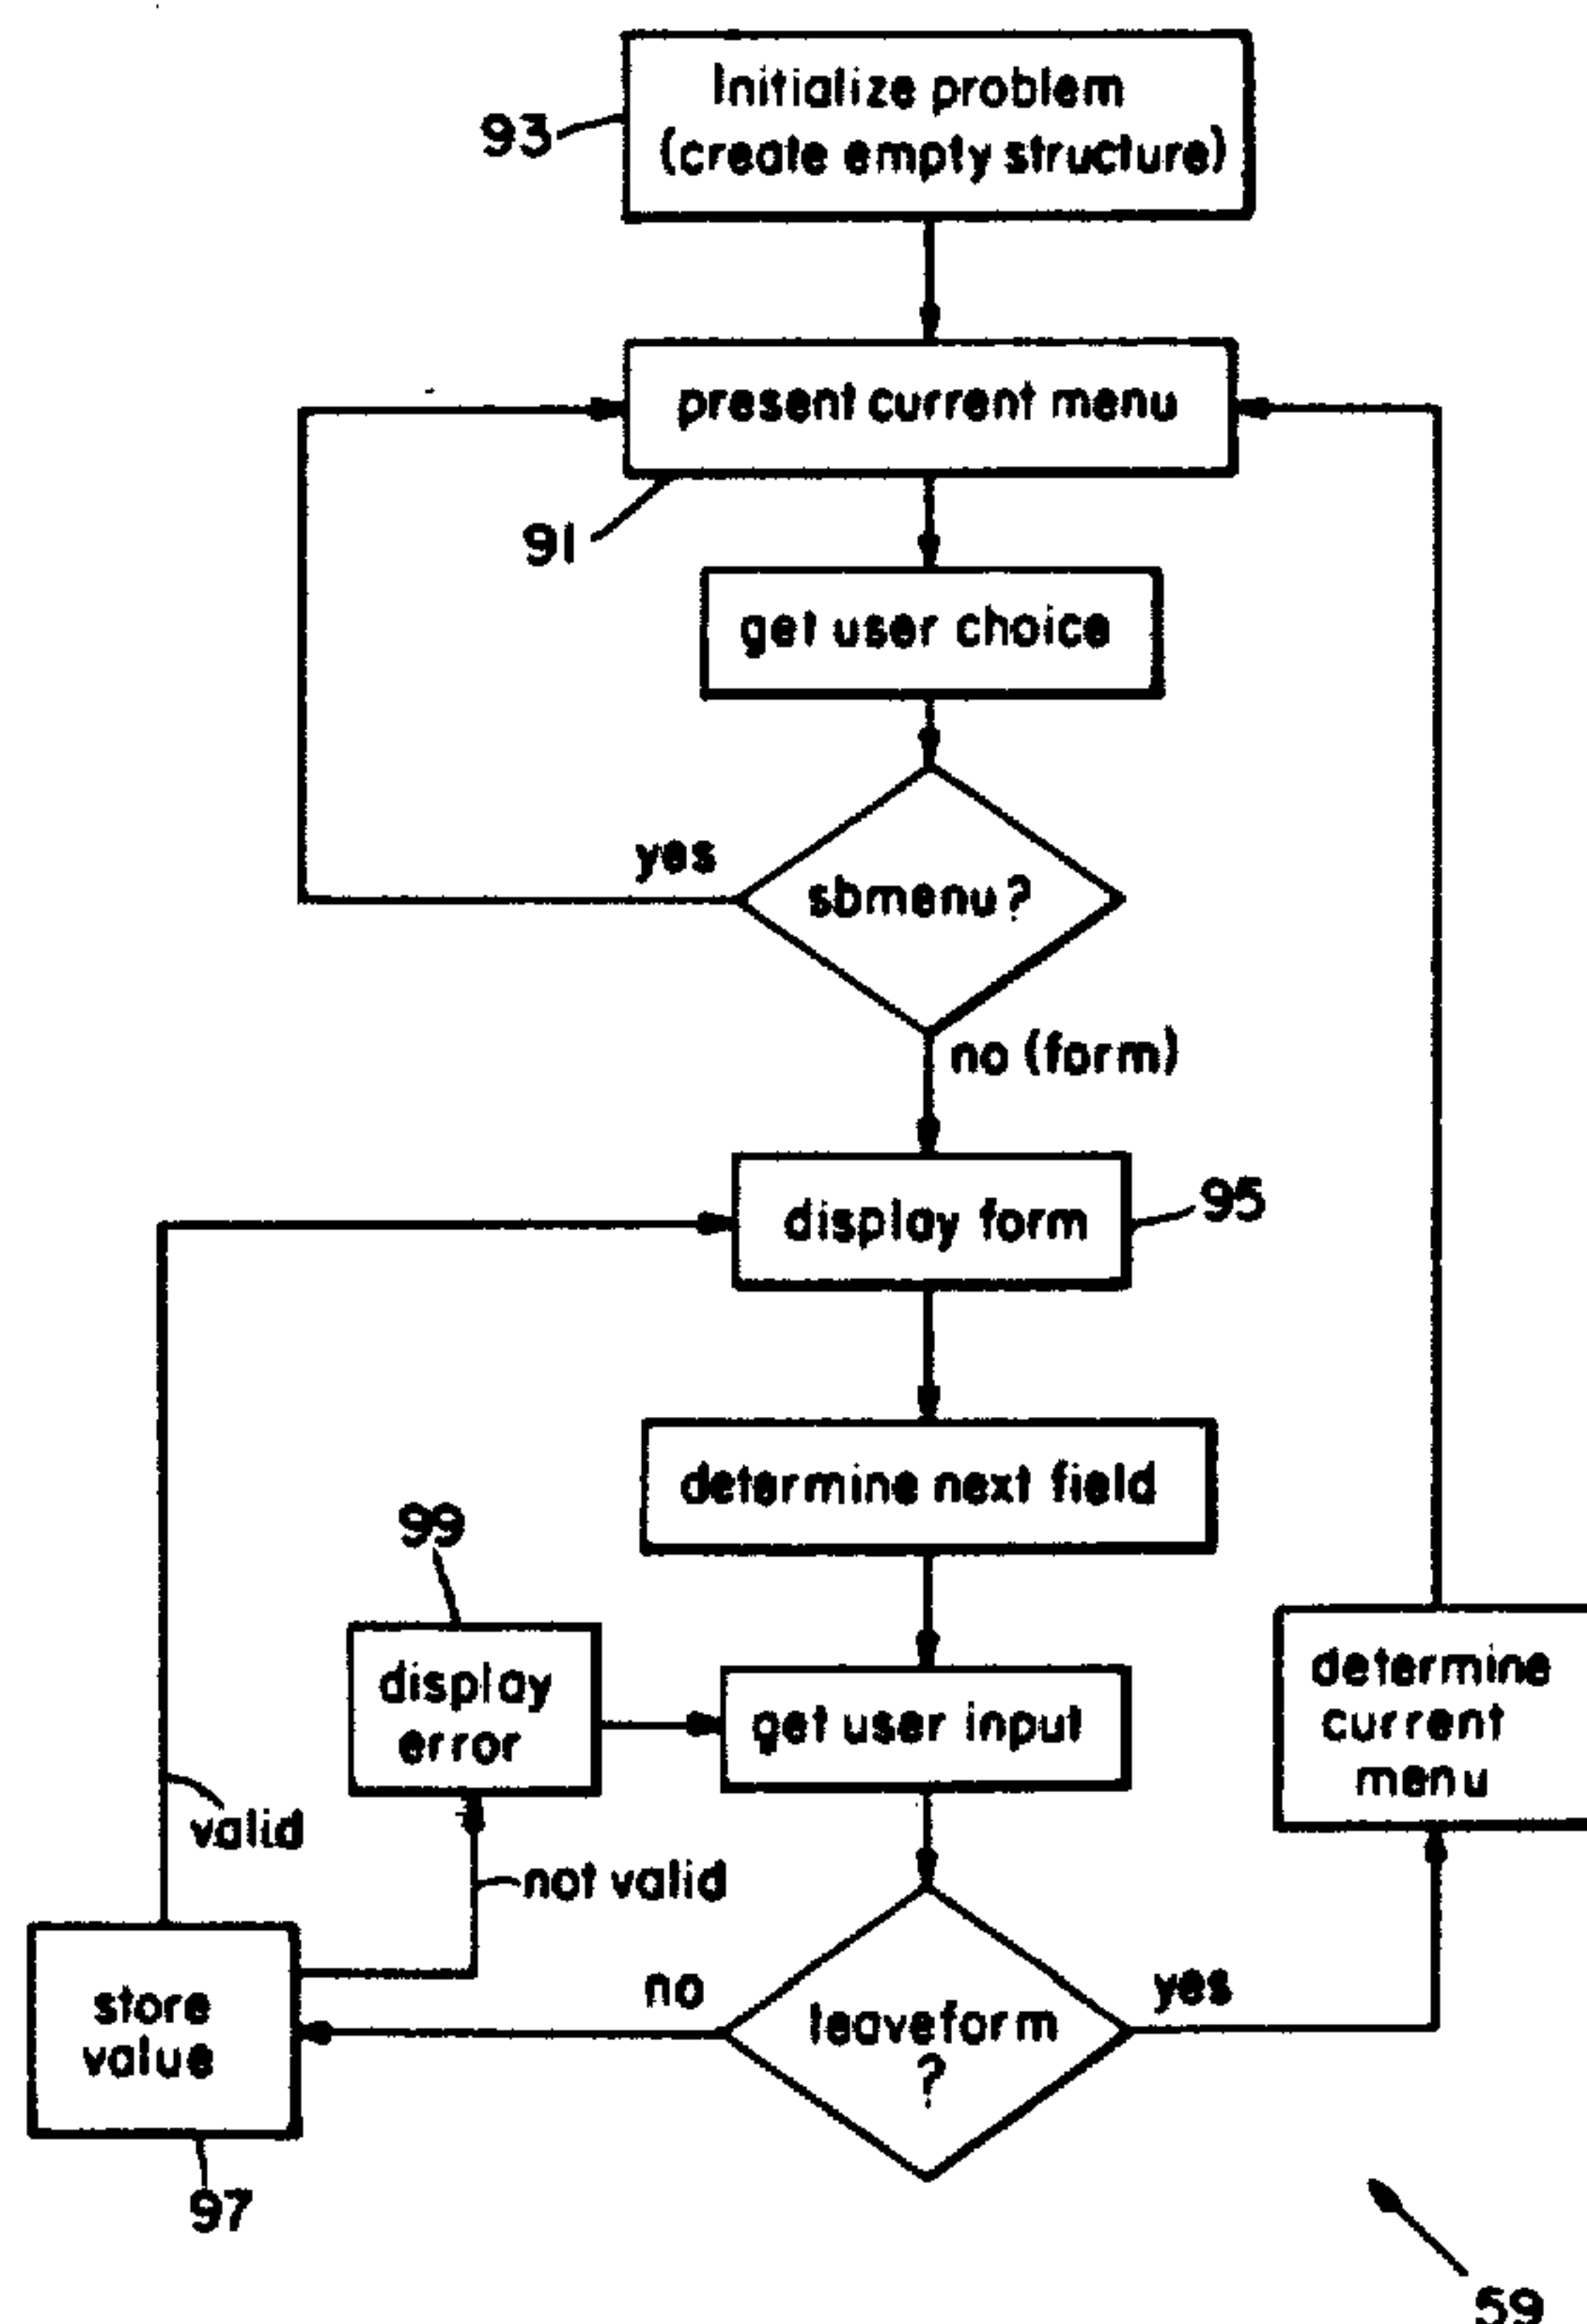 Initialize problem
(create empty structure)
93
present current menu
91
get user choice
yes
sbmenu?
no (form)
display form
95
determine next field
99
display
error
get user input
determine
current
menu
valid
not valid
store
value
no
leaveform
?
yes
97
59